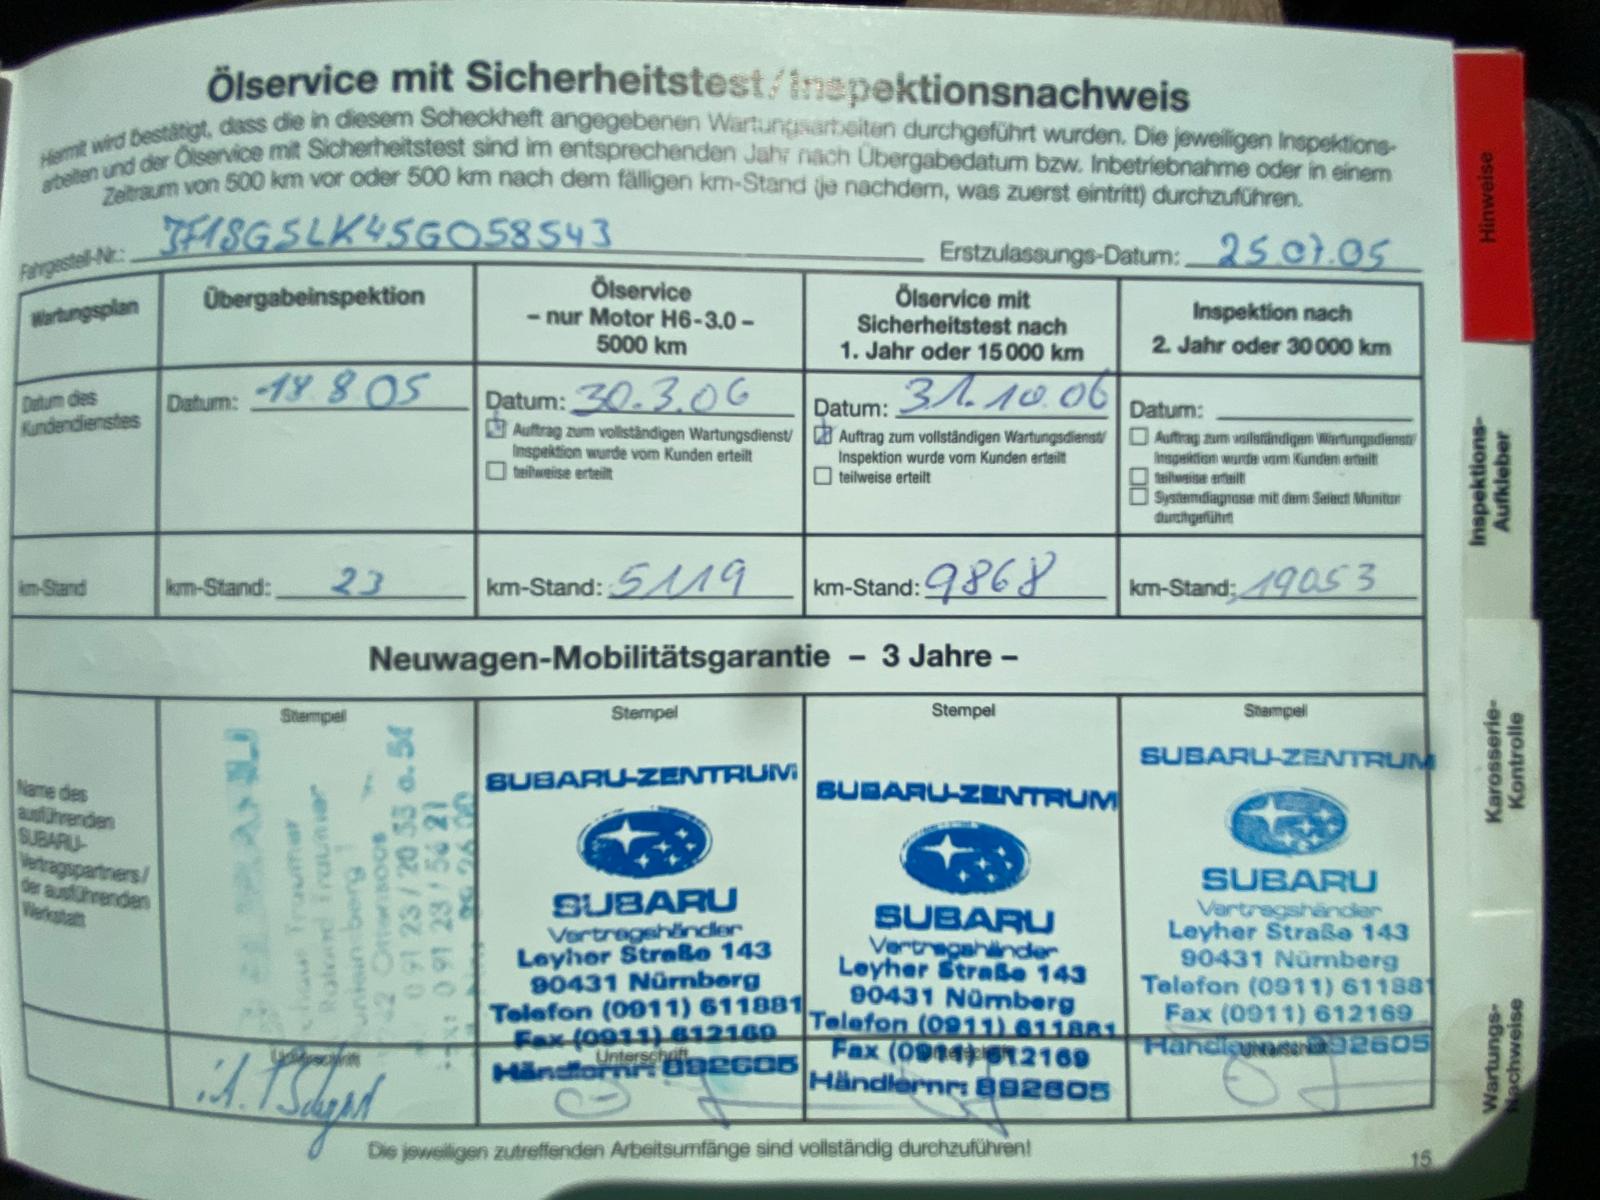 Ölservice mit Sicherheitstest/Inspektionsnachweis
Hiermit wird bestätigt, dass die in diesem Scheckheft angegebenen Wartungsarbeiten durchgeführt wurden. Die jeweiligen Inspektions-
arbeiten und der Ölservice mit Sicherheitstest sind im entsprechenden Jahr nach Übergabedatum bzw. Inbetriebnahme oder in einem
Zeitraum von 500 km vor oder 500 km nach dem fälligen km-Stand (je nachdem, was zuerst eintritt) durchzuführen.
Fahrgestell-Nr.: JF1SG5LK45G058543 Erstzulassungs-Datum: 25.07.05
Wartungsplan
Übergabeinspektion
Ölservice
– nur Motor H6-3.0 –
5000 km
Ölservice mit
Sicherheitstest nach
1. Jahr oder 15 000 km
Inspektion nach
2. Jahr oder 30 000 km
Datum des
Kundendienstes
Datum: 18.8.05
Datum: 30.3.06
Auftrag zum vollständigen Wartungsdienst/
Inspektion wurde vom Kunden erteilt
teilweise erteilt
Datum: 31.10.06
Auftrag zum vollständigen Wartungsdienst/
Inspektion wurde vom Kunden erteilt
teilweise erteilt
Datum:
Auftrag zum vollständigen Wartungsdienst/
Inspektion wurde vom Kunden erteilt
teilweise erteilt
Systemdiagnose mit dem Select Monitor
durchgeführt
km-Stand
km-Stand: 23
km-Stand: 5119
km-Stand: 9868
km-Stand: 19053
Neuwagen-Mobilitätsgarantie – 3 Jahre –
Name des
ausführenden
SUBARU-
Vertragspartners/
der ausführenden
Werkstatt
Stempel
Unterschrift
Stempel
SUBARU-ZENTRUM
SUBARU
Vertragshändler
Leyher Straße 143
90431 Nürnberg
Telefon (0911) 611881
Fax (0911) 612169
Unterschrift
Händlernr: 892605
Stempel
SUBARU-ZENTRUM
SUBARU
Vertragshänder
Leyher Straße 143
90431 Nürnberg
Telefon (0911) 611881
Fax (0911) 612169
Händlernr: 892605
Stempel
SUBARU-ZENTRUM
SUBARU
Vertragshändler
Leyher Straße 143
90431 Nürnberg
Telefon (0911) 611881
Fax (0911) 612169
892605
Die jeweiligen zutreffenden Arbeitsumfänge sind vollständig durchzuführen!
15
Hinweise
Inspektions-
Aufkleber
Karosserie-
Kontrolle
Wartungs-
Nachweise